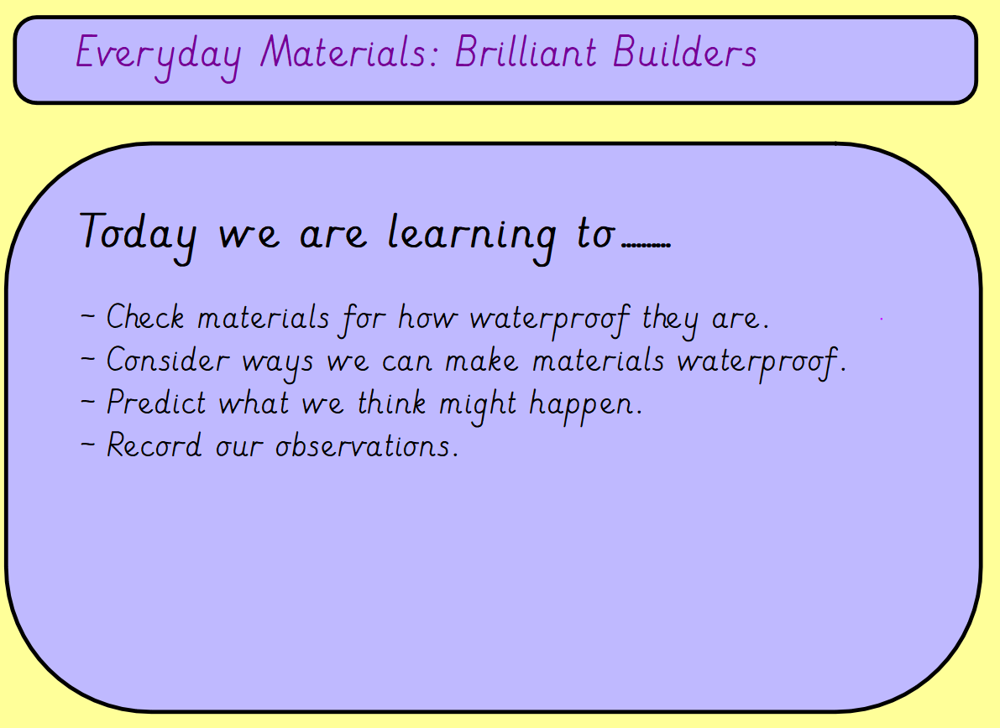 Everyday Materials: Brilliant Builders
Today we are learning to..........
- Check materials for how waterproof they are.
- Consider ways we can make materials waterproof.
- Predict what we think might happen.
- Record our observations.